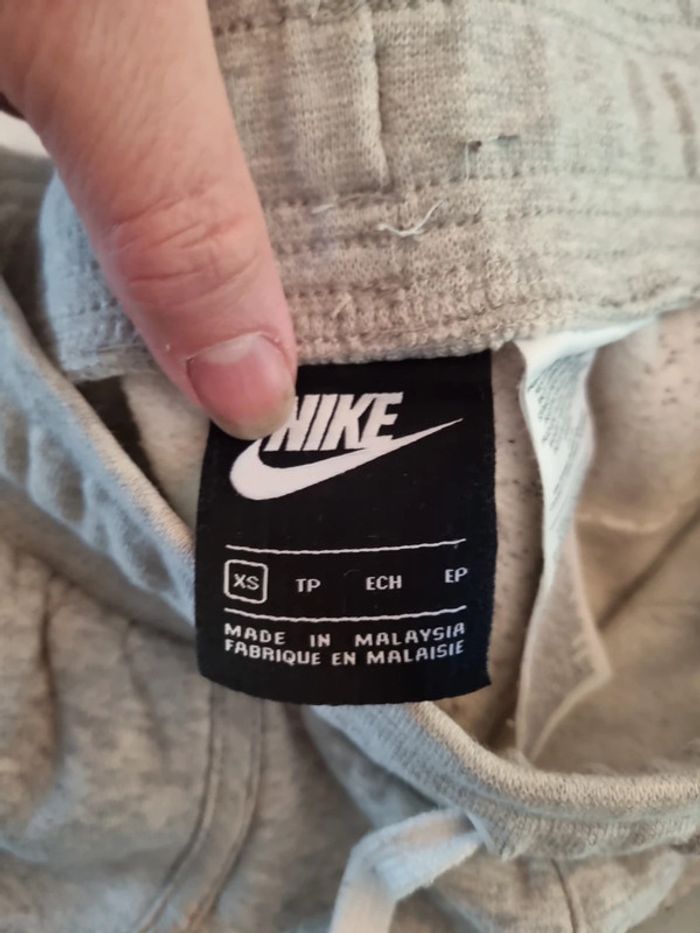 NIKE
XS TP ECH EP
MADE IN MALAYSIA
FABRIQUE EN MALAISIE